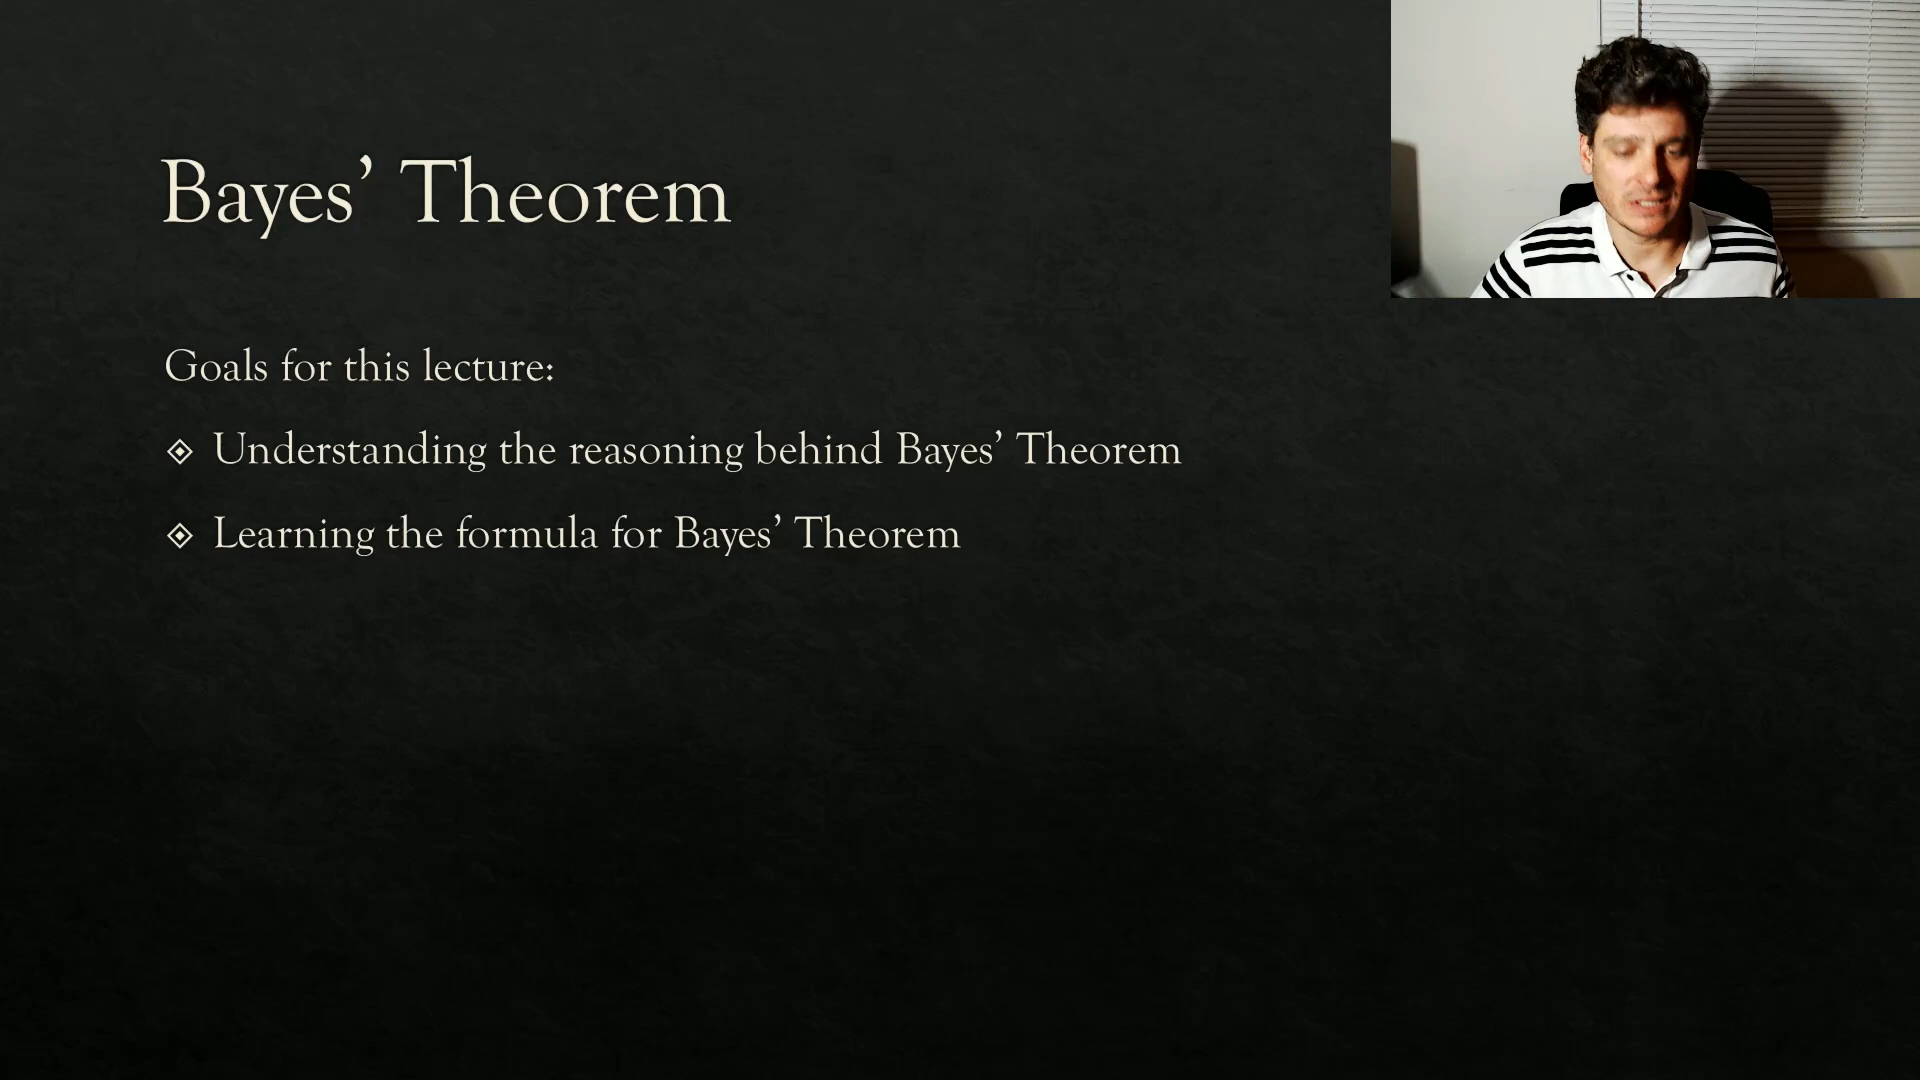 Bayes’ Theorem
Goals for this lecture:
Understanding the reasoning behind Bayes’ Theorem
Learning the formula for Bayes’ Theorem